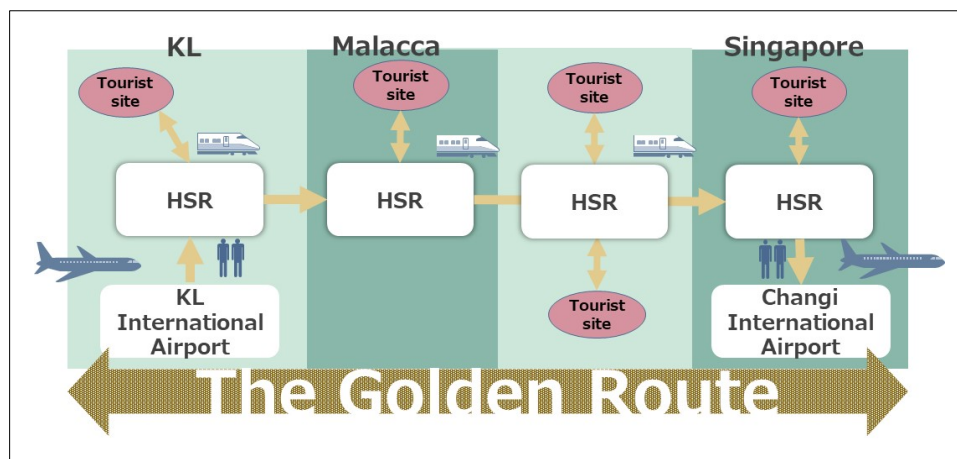 KL
Malacca
Singapore
Tourist
site
Tourist
site
Tourist
site
Tourist
site
HSR
HSR
HSR
HSR
KL
International
Airport
Tourist
site
Changi
International
Airport
The Golden Route